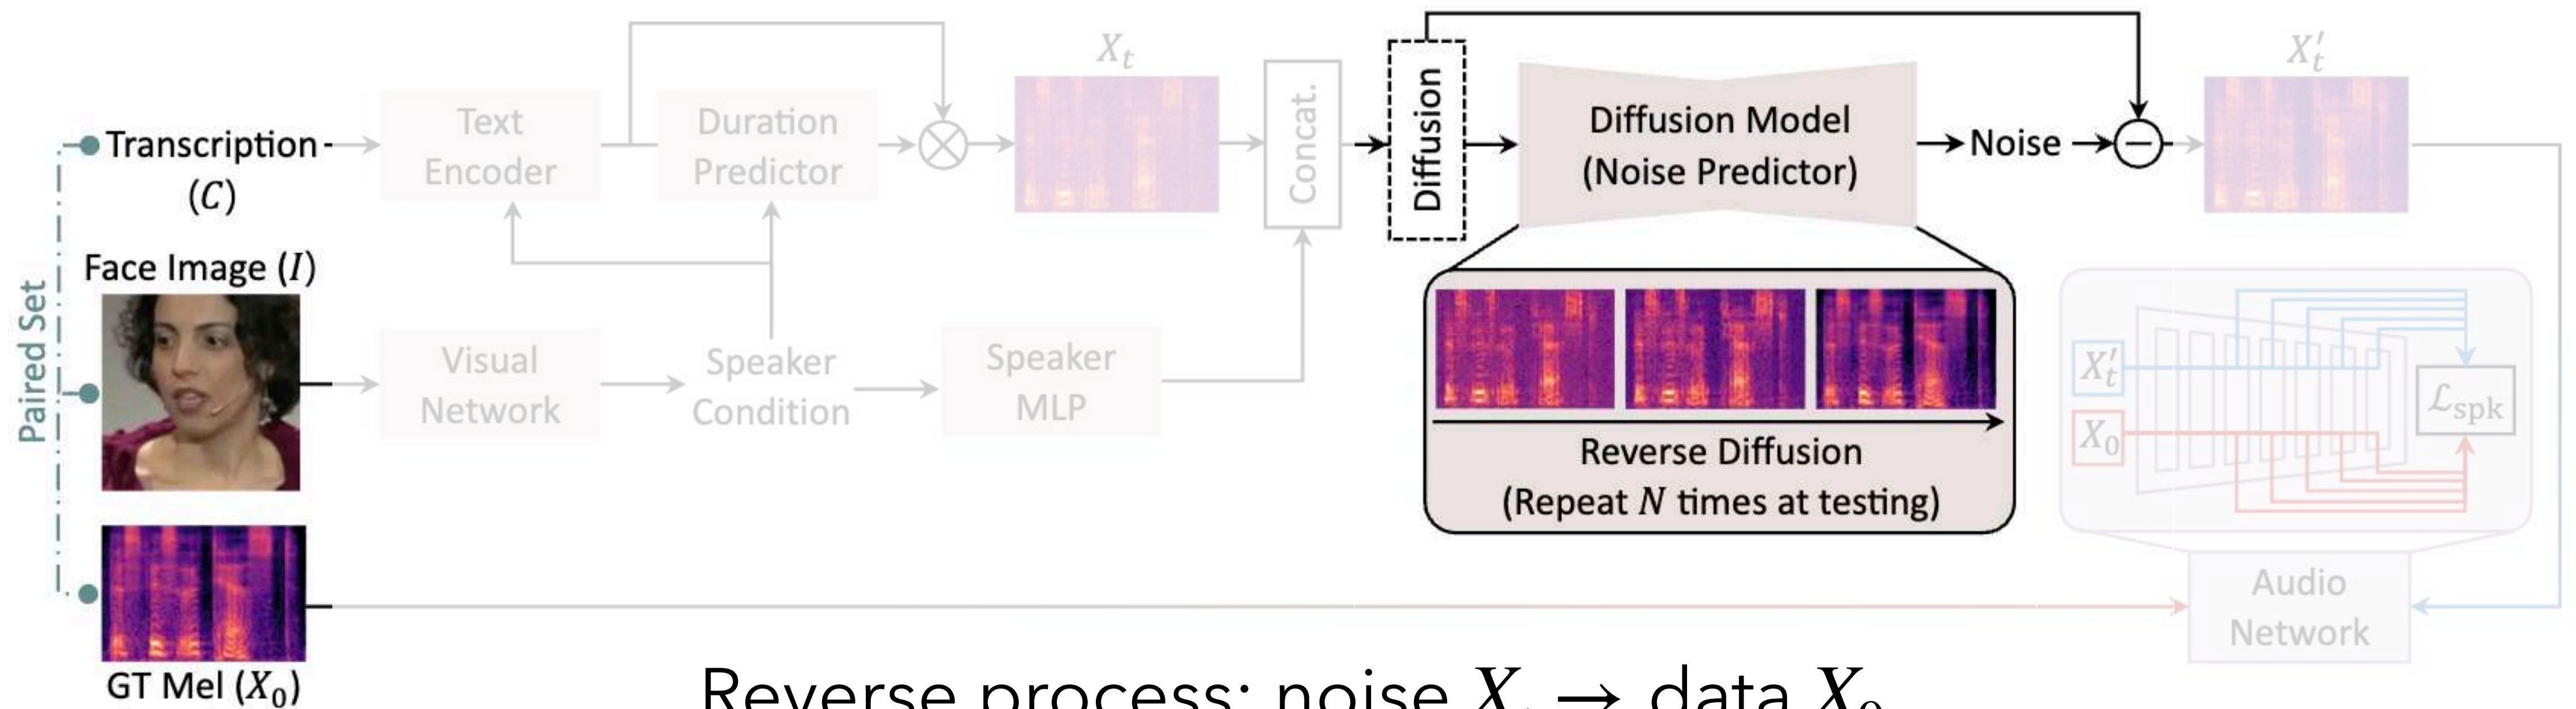 Paired Set
Transcription
(C)
Face Image (I)
GT Mel (X₀)
Text
Encoder
Duration
Predictor
Xₜ
Visual
Network
Speaker
Condition
Speaker
MLP
Concat.
Diffusion
Diffusion Model
(Noise Predictor)
Noise
X′ₜ
Reverse Diffusion
(Repeat N times at testing)
X′ₜ
X₀
ℒspk
Audio
Network
Reverse process: noise X → data X₀